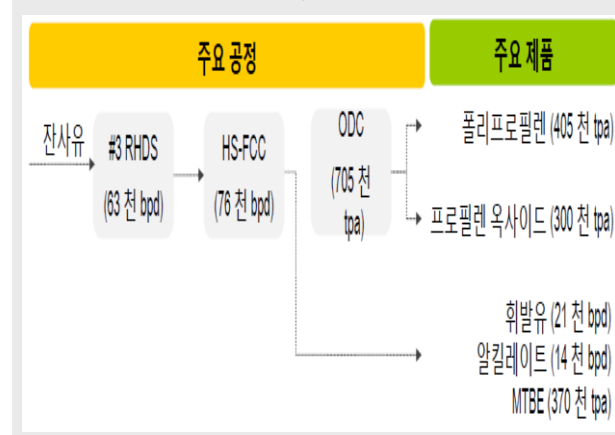 주요 공정
주요 제품
잔사유
#3 RHDS
(63 천 bpd)
HS-FCC
(76 천 bpd)
ODC
(705 천
tpa)
폴리프로필렌 (405 천 tpa)
프로필렌 옥사이드 (300 천 tpa)
휘발유 (21 천 bpd)
알킬레이트 (14 천 bpd)
MTBE (370 천 tpa)